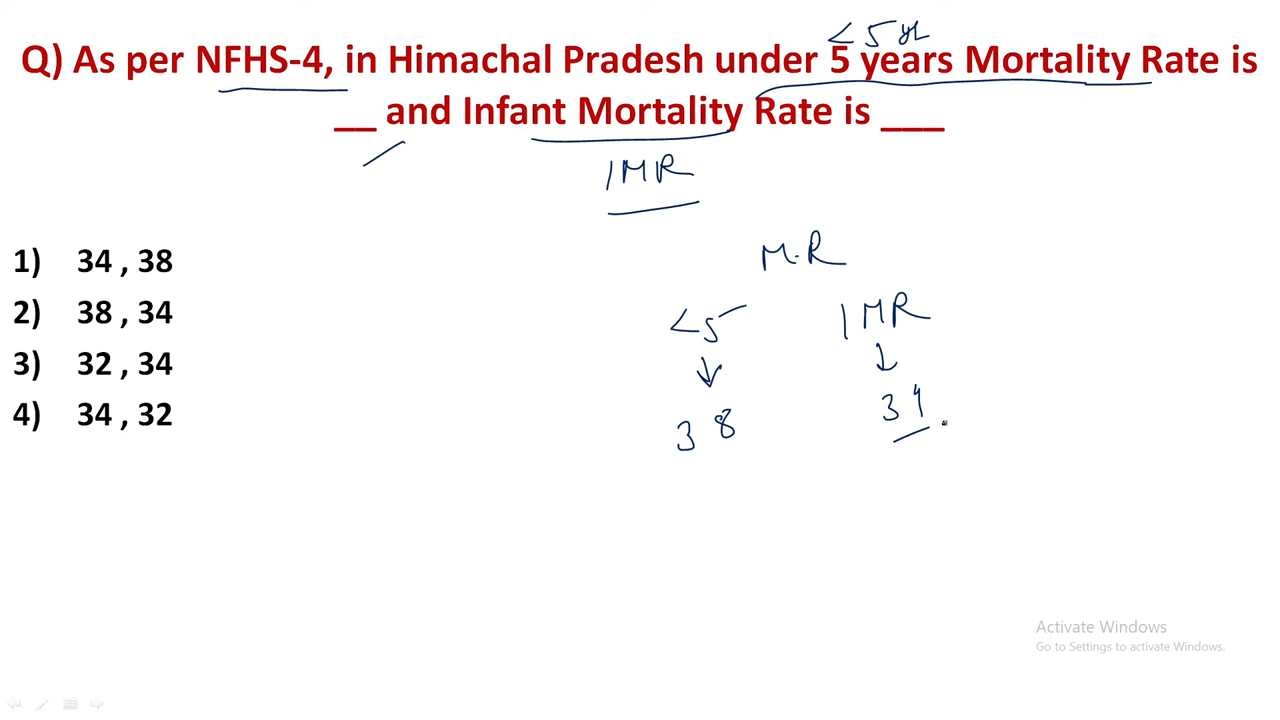 < 5 yr
Q) As per NFHS-4, in Himachal Pradesh under 5 years Mortality Rate is
__ and Infant Mortality Rate is ___
IMR
M.R
<5 IMR
38 34
1) 34 , 38
2) 38 , 34
3) 32 , 34
4) 34 , 32
Activate Windows
Go to Settings to activate Windows.